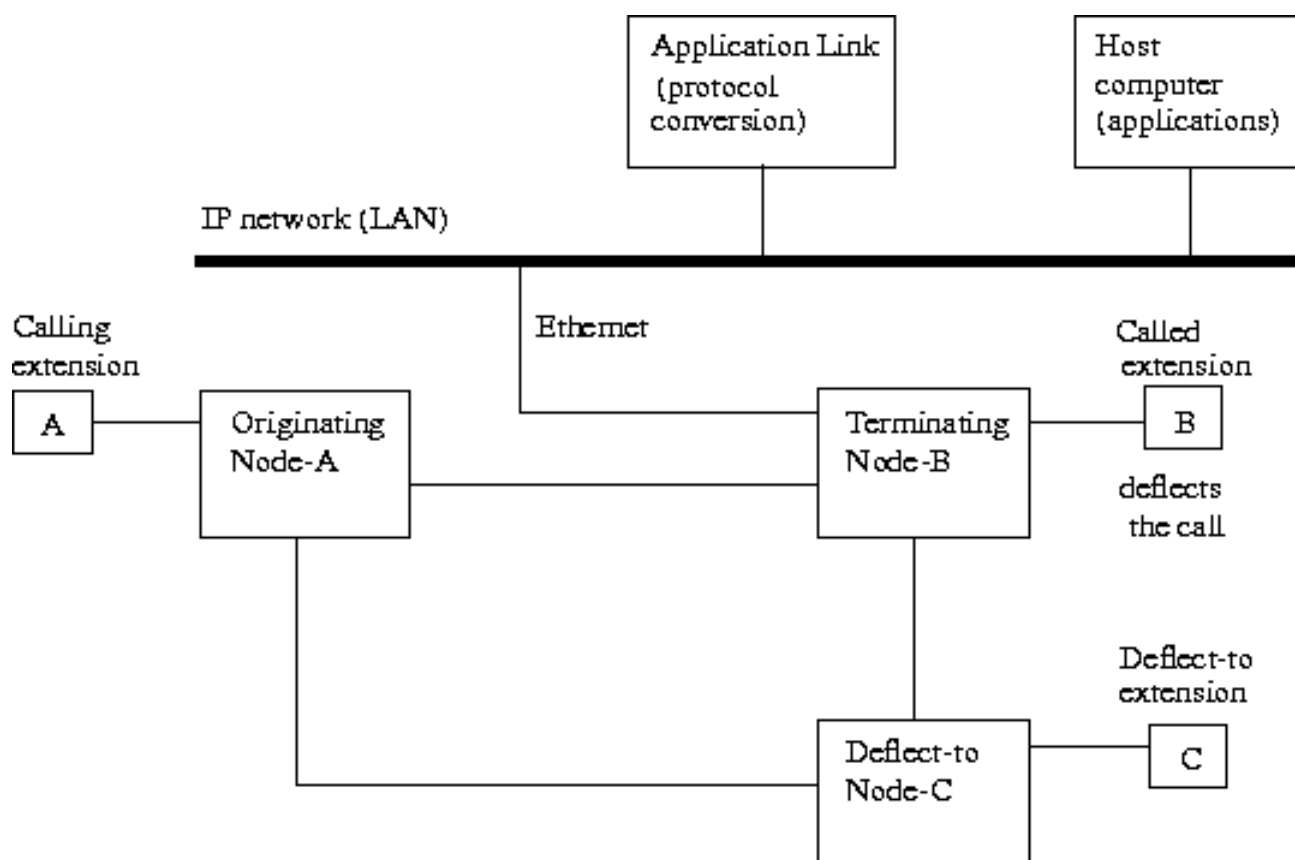 Application Link
(protocol
conversion)
Host
computer
(applications)
IP network (LAN)
Ethernet
Calling
extension
A
Originating
Node-A
Terminating
Node-B
Called
extension
B
deflects
the call
Deflect-to
extension
Deflect-to
Node-C
C